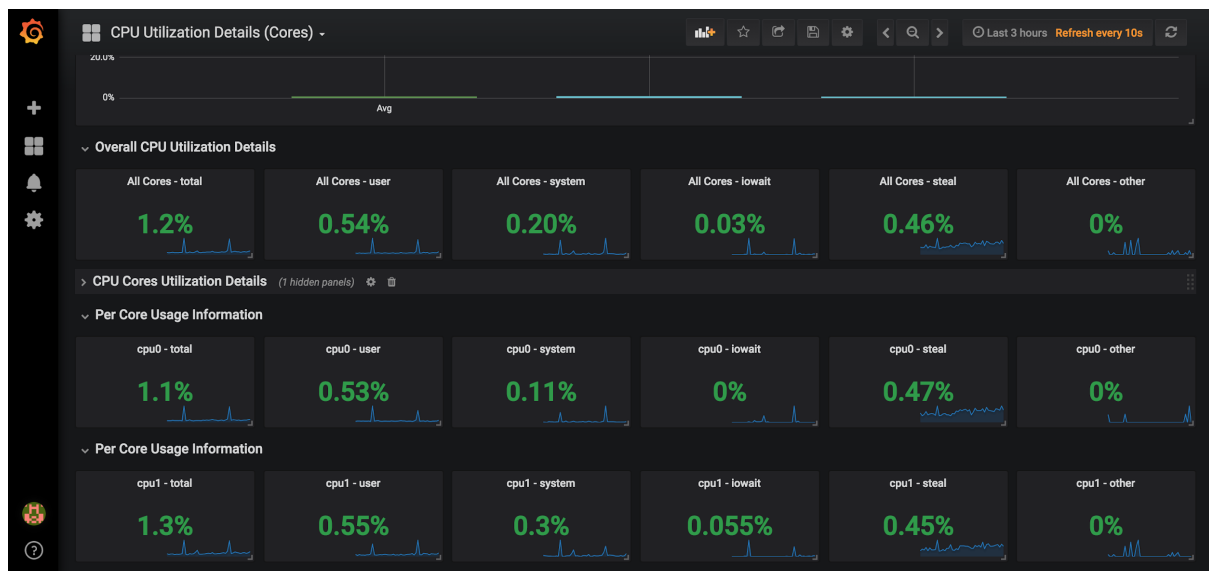 CPU Utilization Details (Cores)
Last 3 hours Refresh every 10s
20.0%
0%
Avg
Overall CPU Utilization Details
All Cores - total
All Cores - user
All Cores - system
All Cores - iowait
All Cores - steal
All Cores - other
1.2%
0.54%
0.20%
0.03%
0.46%
0%
CPU Cores Utilization Details (1 hidden panels)
Per Core Usage Information
cpu0 - total
cpu0 - user
cpu0 - system
cpu0 - iowait
cpu0 - steal
cpu0 - other
1.1%
0.53%
0.11%
0%
0.47%
0%
Per Core Usage Information
cpu1 - total
cpu1 - user
cpu1 - system
cpu1 - iowait
cpu1 - steal
cpu1 - other
1.3%
0.55%
0.3%
0.055%
0.45%
0%